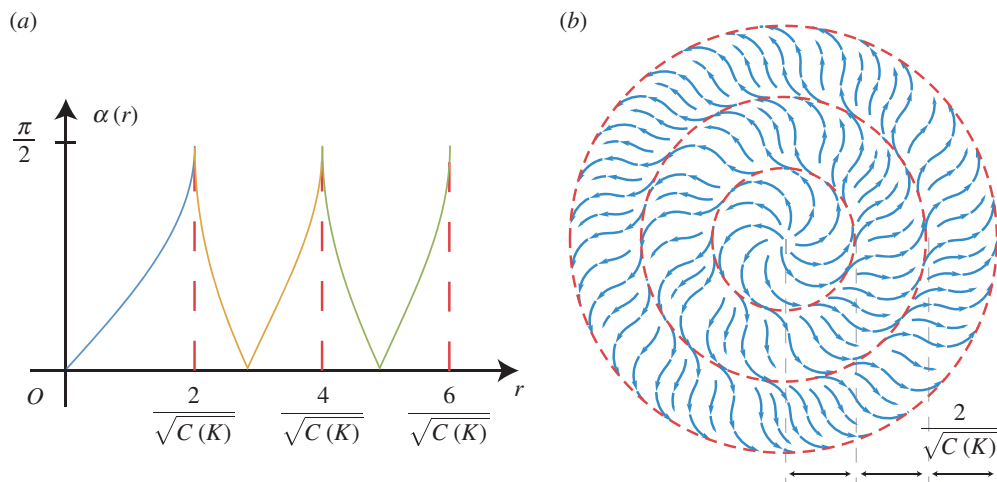 (a)
α(r)
π/2
O
r
2/√C(K)
4/√C(K)
6/√C(K)
(b)
2/√C(K)